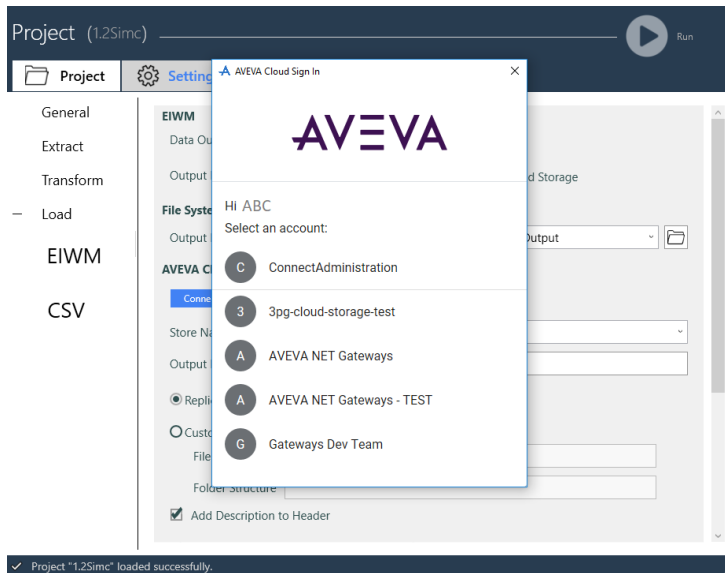 Project (1.2Simc)
Run
Project
Setting
General
Extract
Transform
Load
EIWM
CSV
EIWM
Data Ou
Output
d Storage
File Syste
Output
Output
AVEVA Cl
Conne
Store Na
Output
Replic
Custo
File
Folder Structure
Add Description to Header
AVEVA Cloud Sign In
AVEVA
Hi ABC
Select an account:
C ConnectAdministration
3 3pg-cloud-storage-test
A AVEVA NET Gateways
A AVEVA NET Gateways - TEST
G Gateways Dev Team
Project "1.2Simc" loaded successfully.